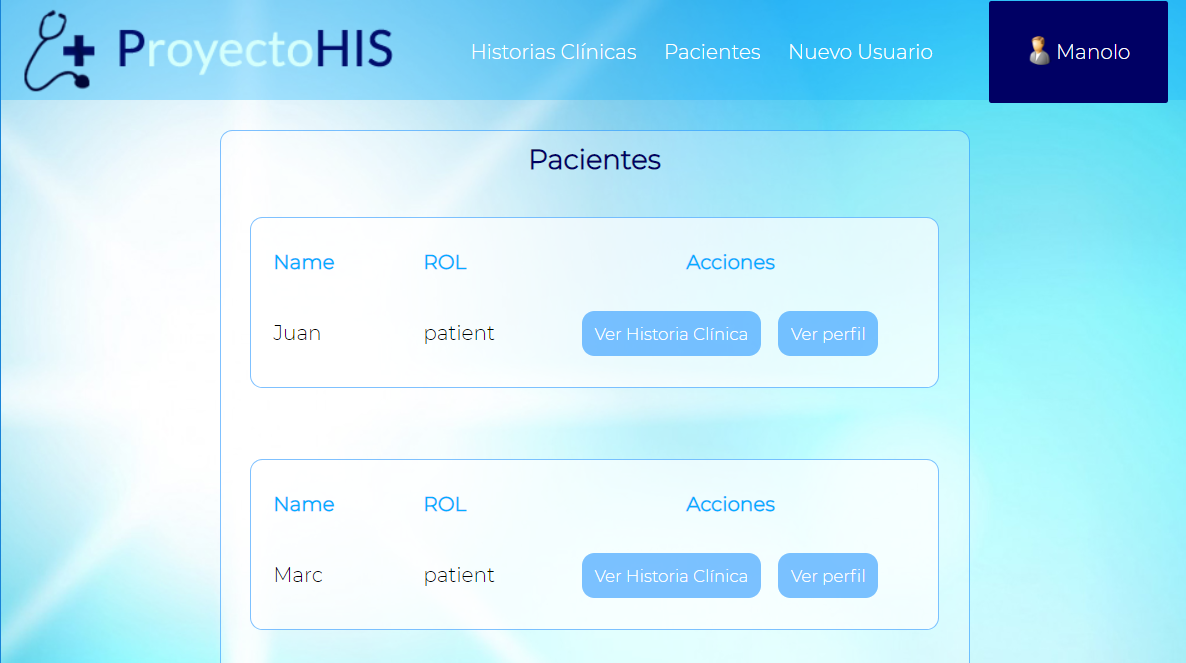 ProyectoHIS Historias Clínicas Pacientes Nuevo Usuario Manolo
Pacientes
Name ROL Acciones
Juan patient Ver Historia Clínica Ver perfil
Name ROL Acciones
Marc patient Ver Historia Clínica Ver perfil